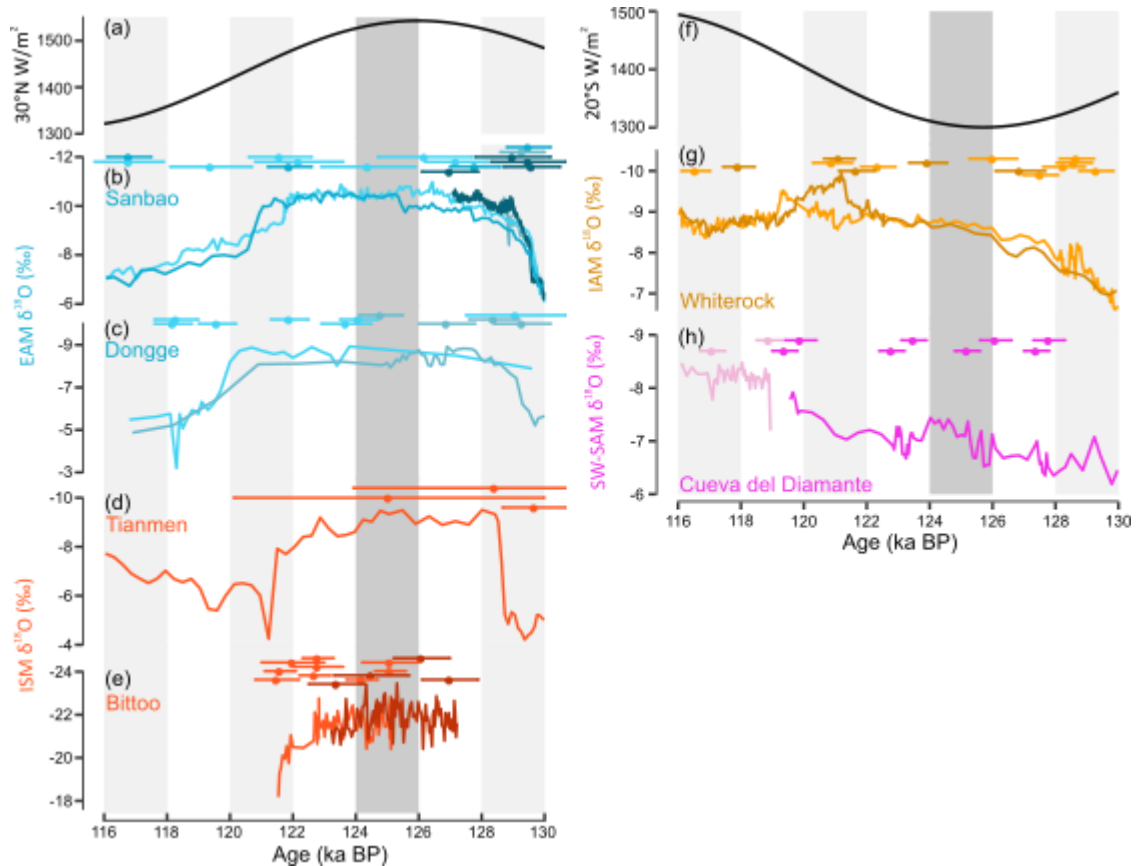 (a)
30°N W/m²
1500
1400
1300
(b)
Sanbao
-12
-10
-8
-6
EAM δ¹⁸O (‰)
(c)
Dongge
-9
-7
-5
-3
(d)
Tianmen
-10
-8
-6
-4
ISM δ¹⁸O (‰)
(e)
Bittoo
-24
-22
-20
-18
116 118 120 122 124 126 128 130
Age (ka BP)
(f)
20°S W/m²
1500
1400
1300
(g)
IAM δ¹⁸O (‰)
-10
-9
-8
-7
Whiterock
(h)
SW-SAM δ¹⁸O (‰)
-9
-8
-7
-6
Cueva del Diamante
116 118 120 122 124 126 128 130
Age (ka BP)